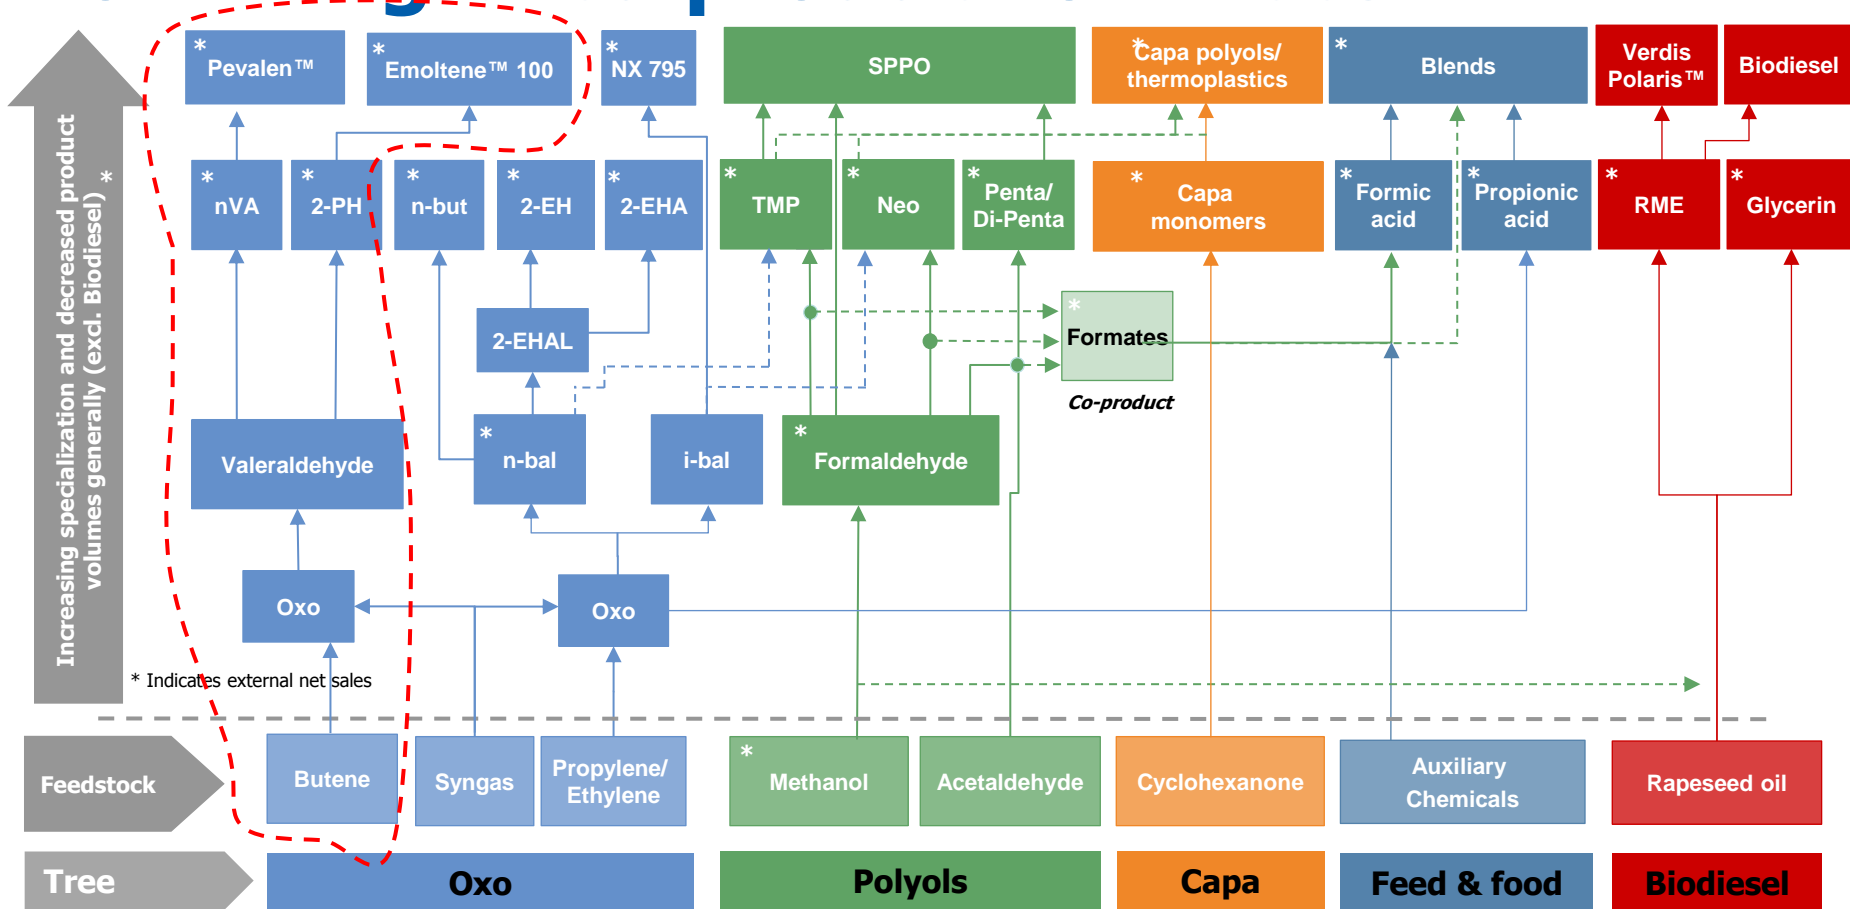 * Pevalen™
* Emoltene™ 100
* NX 795
SPPO
* Capa polyols/
thermoplastics
* Blends
Verdis
Polaris™
Biodiesel
Increasing specialization and decreased product
volumes generally (excl. Biodiesel) *
* nVA
* 2-PH
* n-but
* 2-EH
* 2-EHA
* TMP
* Neo
* Penta/
Di-Penta
* Capa
monomers
* Formic
acid
* Propionic
acid
* RME
* Glycerin
2-EHAL
* Formates
Co-product
Valeraldehyde
* n-bal
i-bal
* Formaldehyde
Oxo
Oxo
* Indicates external net sales
Feedstock
Butene
Syngas
Propylene/
Ethylene
* Methanol
Acetaldehyde
Cyclohexanone
Auxiliary
Chemicals
Rapeseed oil
Tree
Oxo
Polyols
Capa
Feed & food
Biodiesel